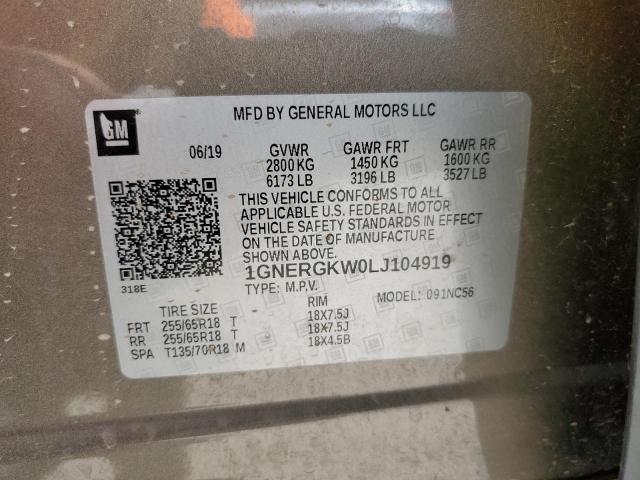 GM
MFD BY GENERAL MOTORS LLC
06/19 GVWR GAWR FRT GAWR RR
2800 KG 1450 KG 1600 KG
6173 LB 3196 LB 3527 LB
THIS VEHICLE CONFORMS TO ALL
APPLICABLE U.S. FEDERAL MOTOR
VEHICLE SAFETY STANDARDS IN EFFECT
ON THE DATE OF MANUFACTURE
SHOWN ABOVE.
1GNERGKW0LJ104919
318E
TYPE: M.P.V. MODEL: 091NC56
TIRE SIZE RIM
FRT 255/65R18 T 18X7.5J
RR 255/65R18 T 18X7.5J
SPA T135/70R18 M 18X4.5B